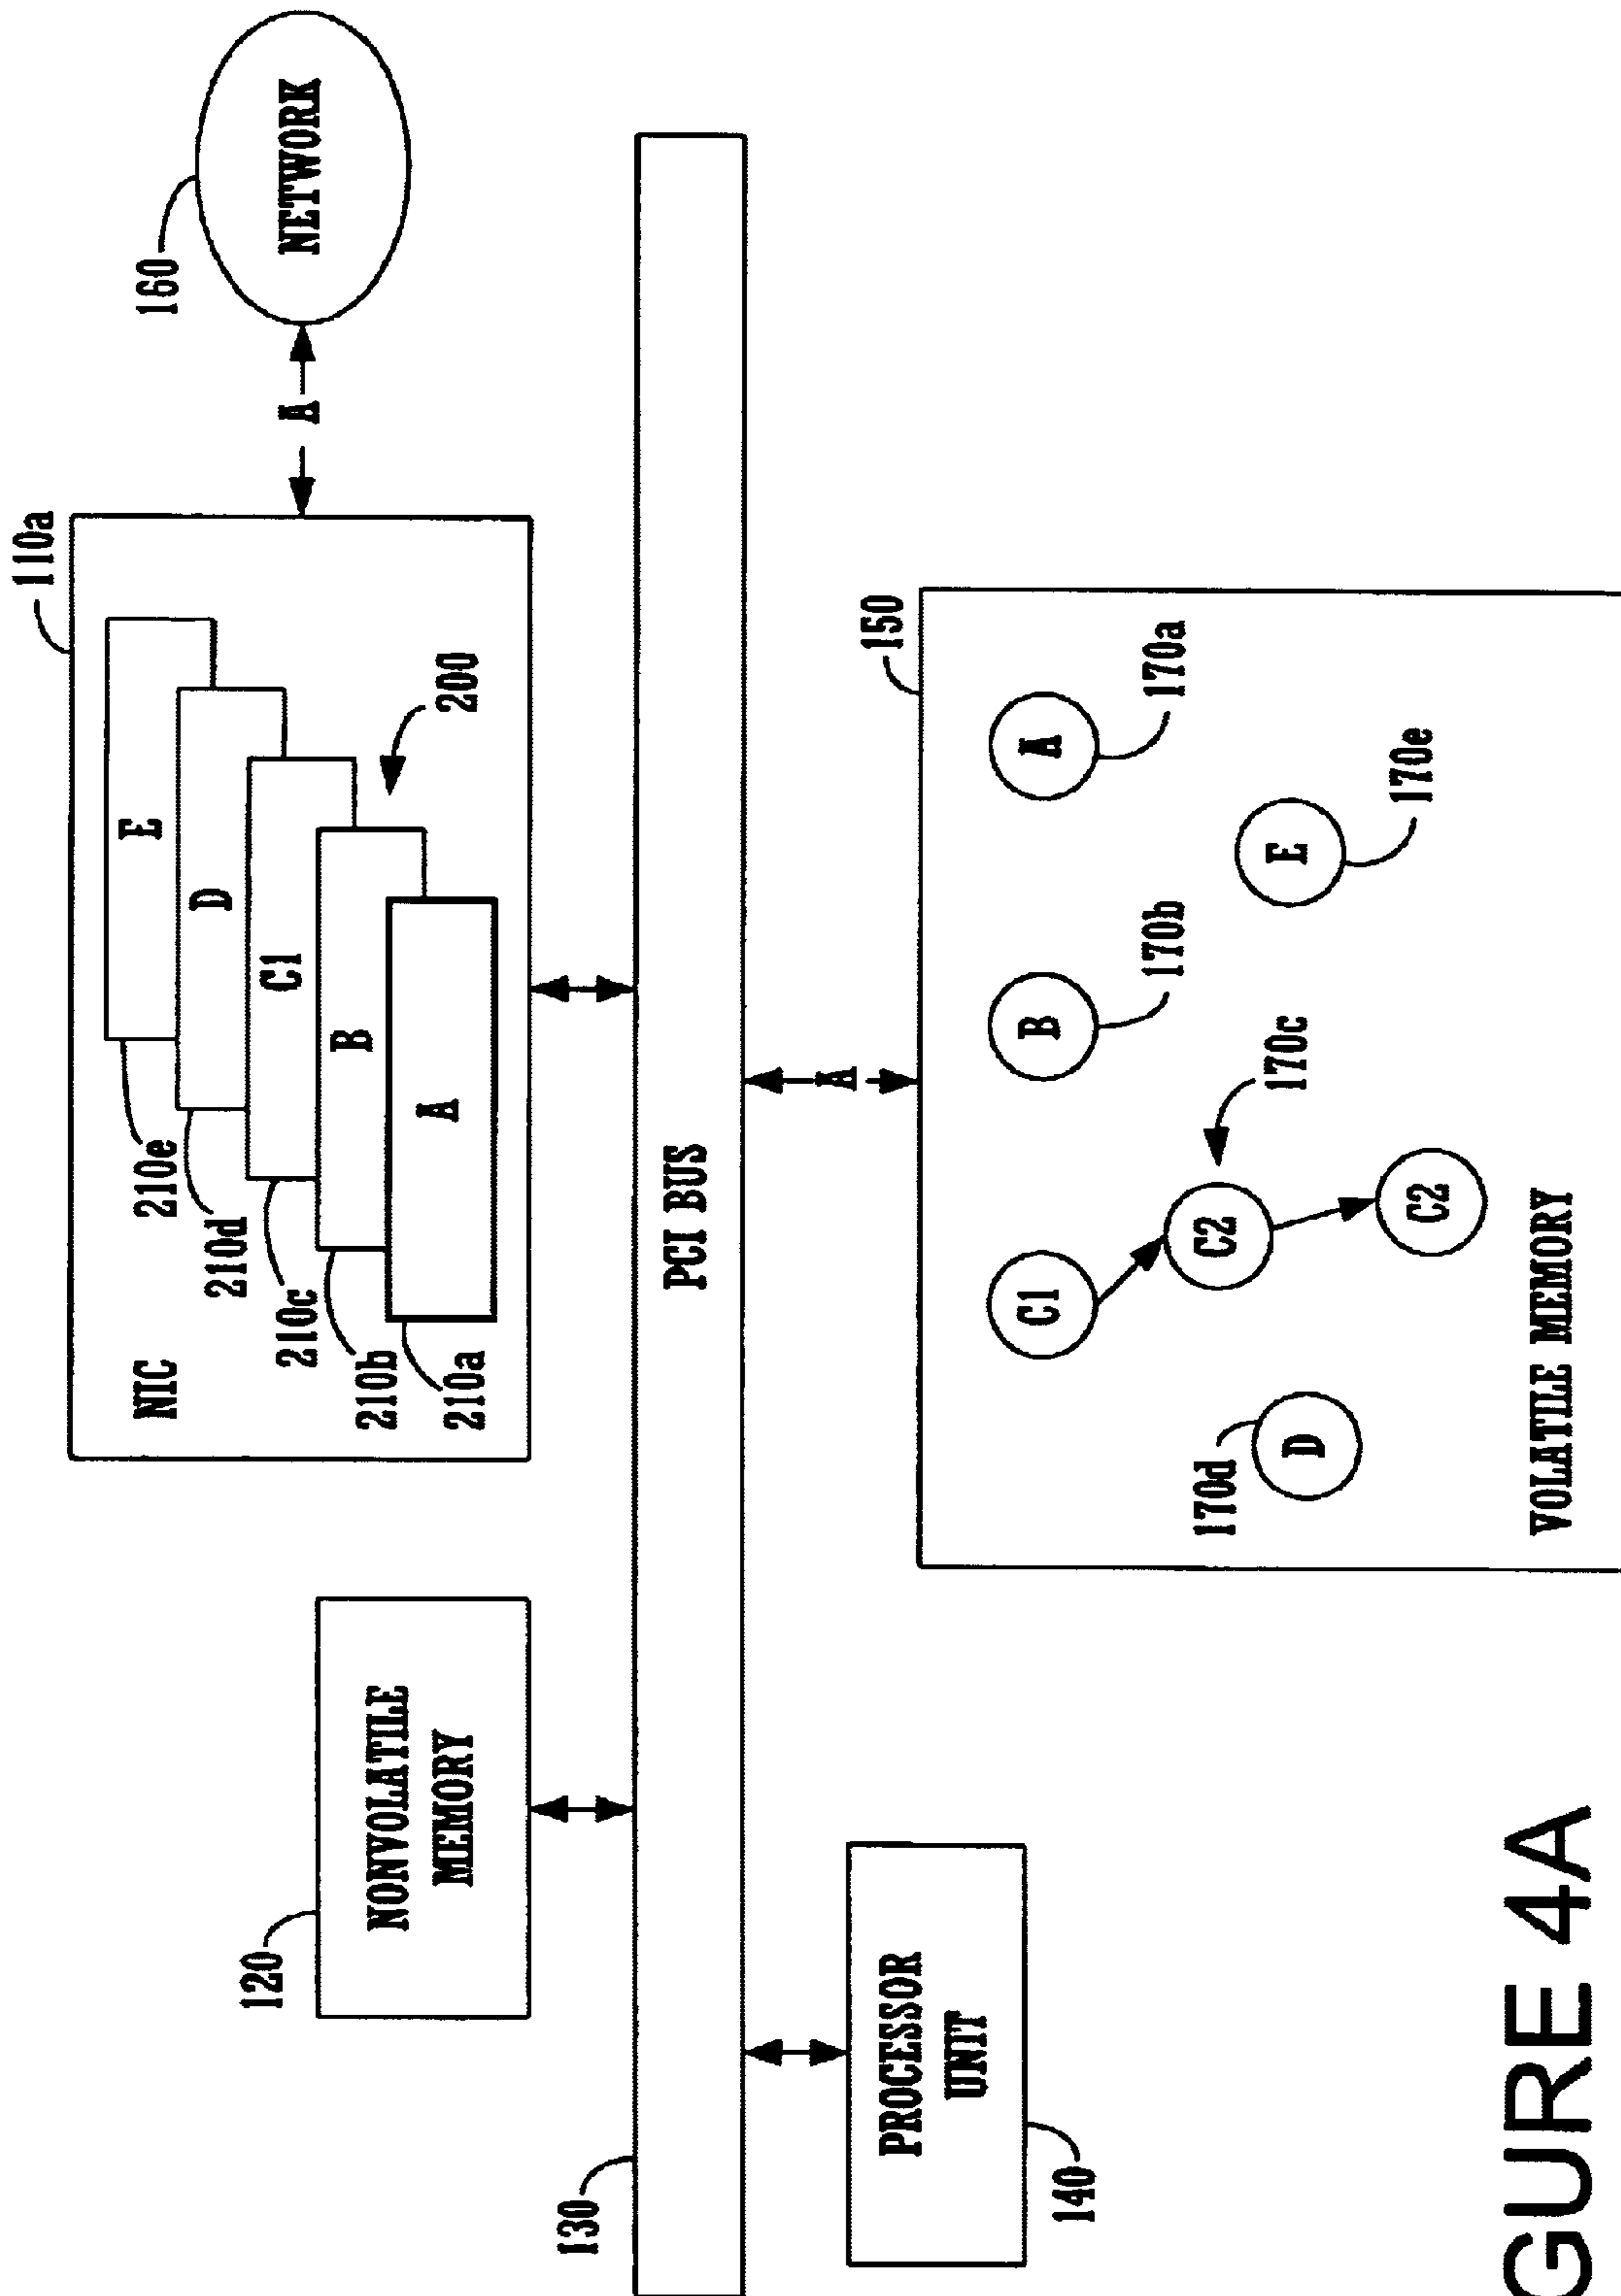 110a
160
NETWORK
A
E
D
C1
B
A
200
NIC
210e
210d
210c
210b
210a
120
NONVOLATILE
MEMORY
130
PCI BUS
A
140
PROCESSOR
UNIT
150
A
170a
B
170b
E
170e
C1
C2
170c
C2
D
170d
VOLATILE MEMORY
GURE 4A